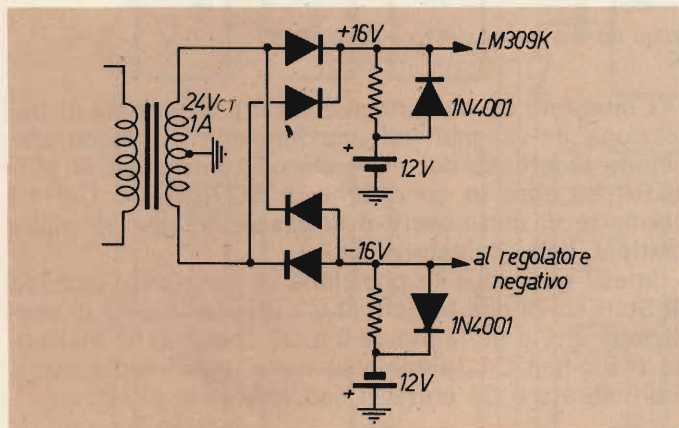 +16V
LM309K
24VCT
1A
1N4001
+
12V
-16V
al regolatore
negativo
1N4001
+
12V